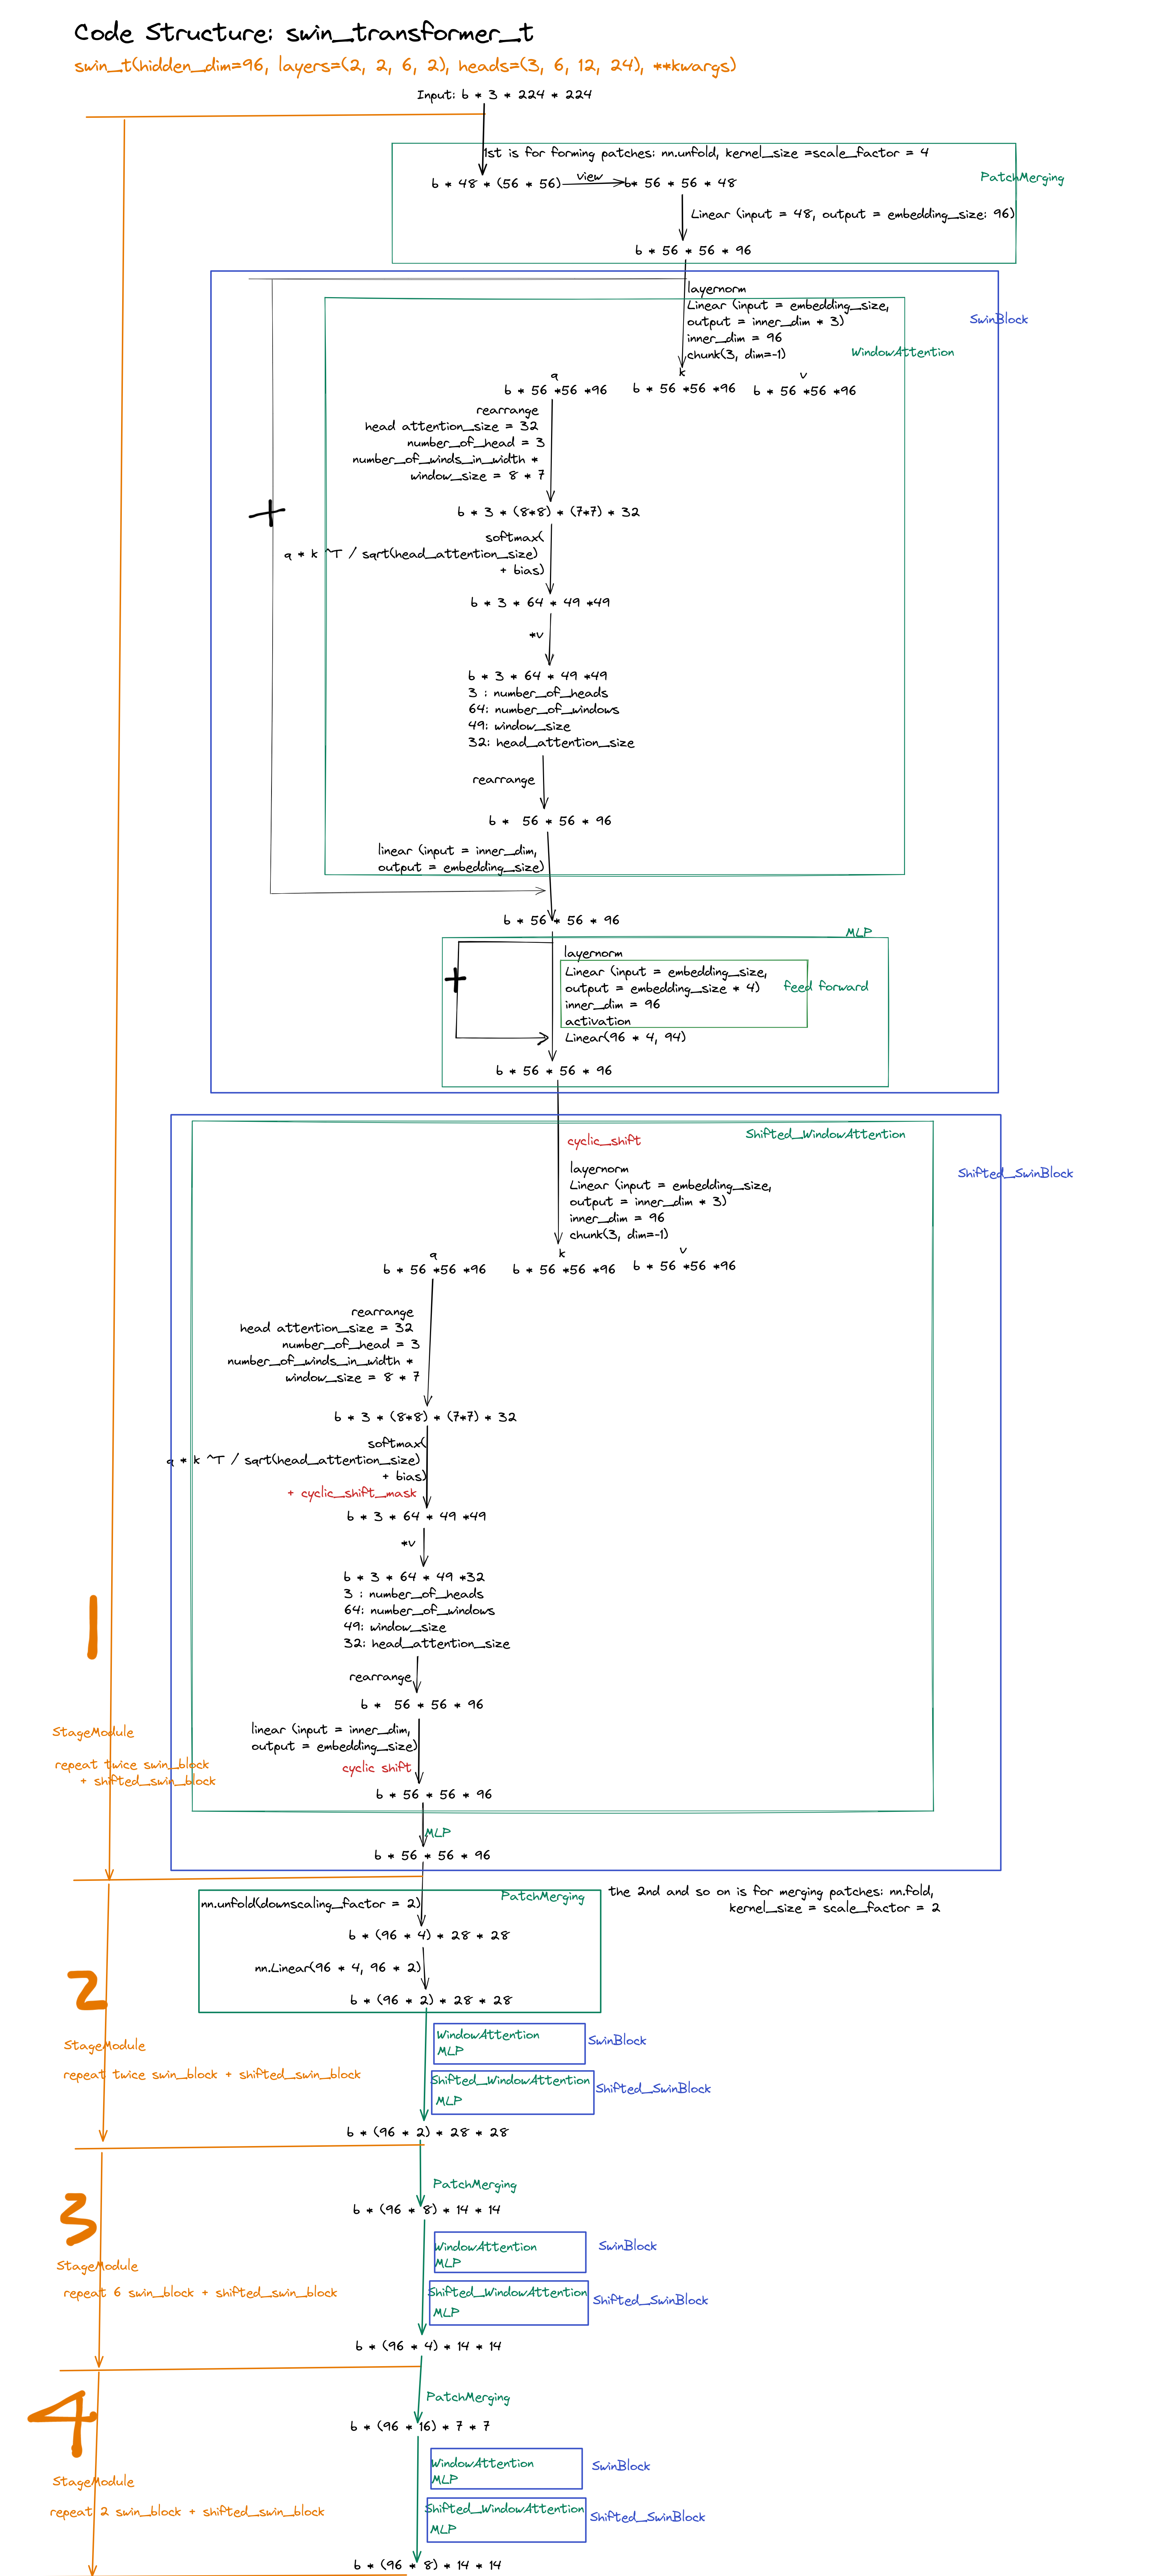 Code Structure: swin_transformer_t
swin_t(hidden_dim=96, layers=(2, 2, 6, 2), heads=(3, 6, 12, 24), **kwargs)
Input: b * 3 * 224 * 224
1st is for forming patches: nn.unfold, kernel_size =scale_factor = 4
PatchMerging
b * 48 * (56 * 56)
view
b* 56 * 56 * 48
Linear (input = 48, output = embedding_size: 96)
b * 56 * 56 * 96
layernorm
Linear (input = embedding_size,
output = inner_dim * 3)
inner_dim = 96
chunk(3, dim=-1)
SwinBlock
WindowAttention
q
k
v
b * 56 *56 *96
b * 56 *56 *96
b * 56 *56 *96
rearrange
head attention_size = 32
number_of_head = 3
number_of_winds_in_width *
window_size = 8 * 7
+
b * 3 * (8*8) * (7*7) * 32
softmax(
q * k ^T / sqrt(head_attention_size)
+ bias)
b * 3 * 64 * 49 *49
*v
b * 3 * 64 * 49 *49
3 : number_of_heads
64: number_of_windows
49: window_size
32: head_attention_size
rearrange
b *  56 * 56 * 96
linear (input = inner_dim,
output = embedding_size)
b * 56 * 56 * 96
MLP
layernorm
+
Linear (input = embedding_size,
output = embedding_size * 4)
inner_dim = 96
activation
feed forward
Linear(96 * 4, 94)
b * 56 * 56 * 96
cyclic_shift
Shifted_WindowAttention
Shifted_SwinBlock
layernorm
Linear (input = embedding_size,
output = inner_dim * 3)
inner_dim = 96
chunk(3, dim=-1)
q
k
v
b * 56 *56 *96
b * 56 *56 *96
b * 56 *56 *96
rearrange
head attention_size = 32
number_of_head = 3
number_of_winds_in_width *
window_size = 8 * 7
b * 3 * (8*8) * (7*7) * 32
softmax(
q * k ^T / sqrt(head_attention_size)
+ bias)
+ cyclic_shift_mask
b * 3 * 64 * 49 *49
*v
b * 3 * 64 * 49 *32
3 : number_of_heads
64: number_of_windows
49: window_size
32: head_attention_size
rearrange
b *  56 * 56 * 96
linear (input = inner_dim,
output = embedding_size)
cyclic shift
b * 56 * 56 * 96
MLP
b * 56 * 56 * 96
1
StageModule
repeat twice swin_block
+ shifted_swin_block
nn.unfold(downscaling_factor = 2)
PatchMerging
the 2nd and so on is for merging patches: nn.fold,
kernel_size = scale_factor = 2
b * (96 * 4) * 28 * 28
nn.Linear(96 * 4, 96 * 2)
b * (96 * 2) * 28 * 28
2
StageModule
repeat twice swin_block + shifted_swin_block
WindowAttention
MLP
SwinBlock
Shifted_WindowAttention
MLP
Shifted_SwinBlock
b * (96 * 2) * 28 * 28
PatchMerging
b * (96 * 8) * 14 * 14
3
StageModule
repeat 6 swin_block + shifted_swin_block
WindowAttention
MLP
SwinBlock
Shifted_WindowAttention
MLP
Shifted_SwinBlock
b * (96 * 4) * 14 * 14
PatchMerging
b * (96 * 16) * 7 * 7
4
StageModule
repeat 2 swin_block + shifted_swin_block
WindowAttention
MLP
SwinBlock
Shifted_WindowAttention
MLP
Shifted_SwinBlock
b * (96 * 8) * 14 * 14